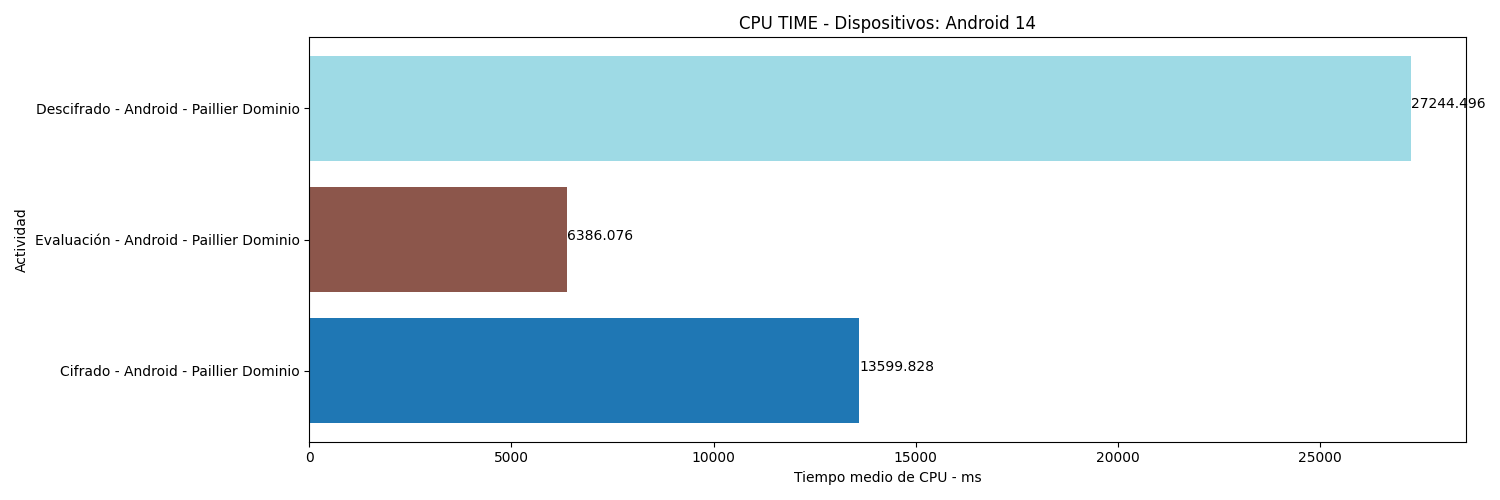 CPU TIME - Dispositivos: Android 14
Actividad
Descifrado - Android - Paillier Dominio
27244.496
Evaluación - Android - Paillier Dominio
6386.076
Cifrado - Android - Paillier Dominio
13599.828
0 5000 10000 15000 20000 25000
Tiempo medio de CPU - ms